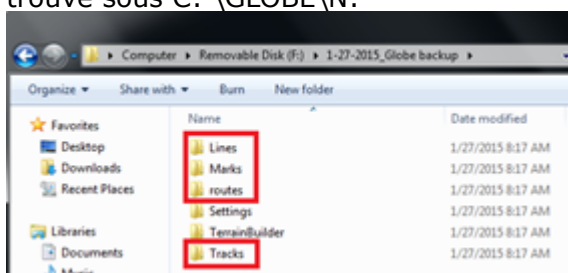 trouvé sous C: \GLOBE\N.
Computer Removable Disk (F:) 1-27-2015_Globe backup
Organize Share with Burn New folder
Favorites
Desktop
Downloads
Recent Places
Libraries
Documents
Music
Name Date modified
Lines 1/27/2015 8:17 AM
Marks 1/27/2015 8:17 AM
routes 1/27/2015 8:17 AM
Settings 1/27/2015 8:17 AM
TerrainBuilder 1/27/2015 8:17 AM
Tracks 1/27/2015 8:17 AM